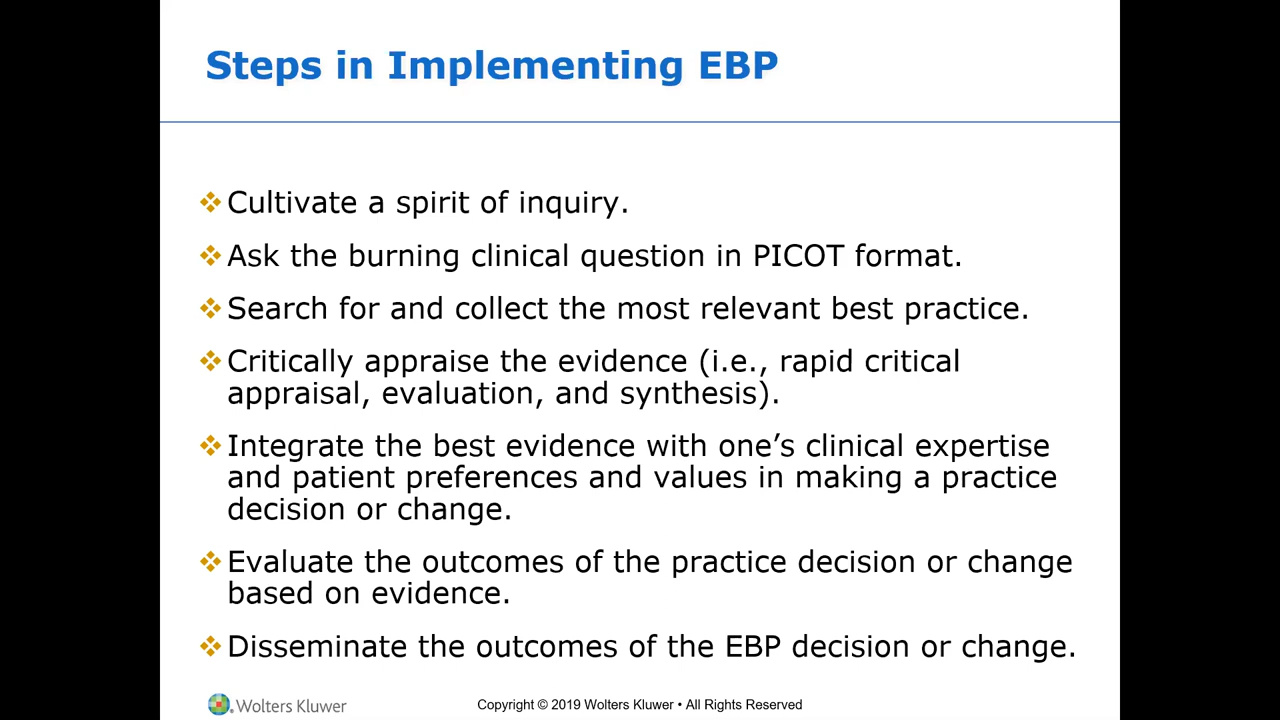 Steps in Implementing EBP
Cultivate a spirit of inquiry.
Ask the burning clinical question in PICOT format.
Search for and collect the most relevant best practice.
Critically appraise the evidence (i.e., rapid critical
appraisal, evaluation, and synthesis).
Integrate the best evidence with one’s clinical expertise
and patient preferences and values in making a practice
decision or change.
Evaluate the outcomes of the practice decision or change
based on evidence.
Disseminate the outcomes of the EBP decision or change.
Wolters Kluwer
Copyright © 2019 Wolters Kluwer • All Rights Reserved